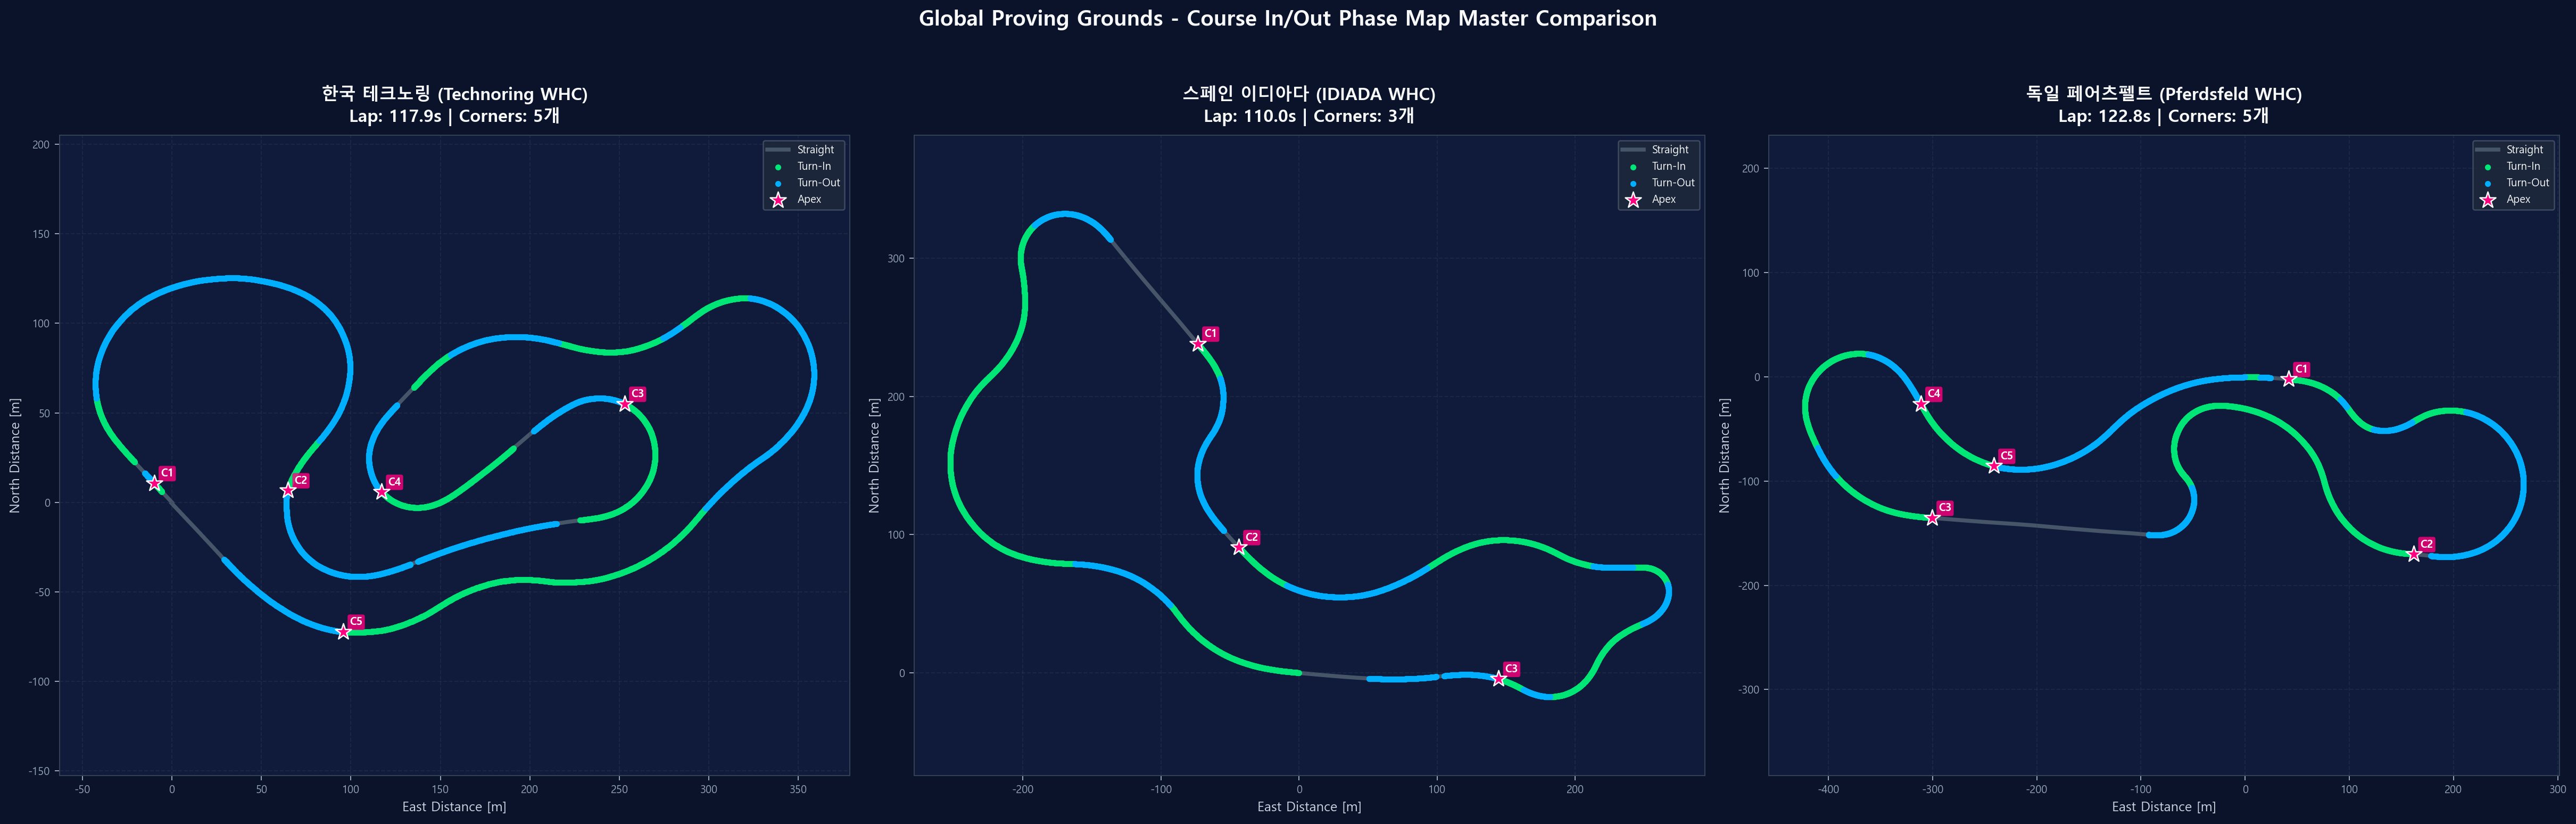 Global Proving Grounds - Course In/Out Phase Map Master Comparison
한국 테크노링 (Technoring WHC)
Lap: 117.9s | Corners: 5개
Straight
Turn-In
Turn-Out
Apex
200
150
100
50
0
-50
-100
-150
North Distance [m]
C1
C2
C3
C4
C5
-50
0
50
100
150
200
250
300
350
East Distance [m]
스페인 이디아다 (IDIADA WHC)
Lap: 110.0s | Corners: 3개
Straight
Turn-In
Turn-Out
Apex
300
200
100
0
North Distance [m]
C1
C2
C3
-200
-100
0
100
200
East Distance [m]
독일 페어츠펠트 (Pferdsfeld WHC)
Lap: 122.8s | Corners: 5개
Straight
Turn-In
Turn-Out
Apex
200
100
0
-100
-200
-300
North Distance [m]
C1
C4
C5
C3
C2
-400
-300
-200
-100
0
100
200
300
East Distance [m]